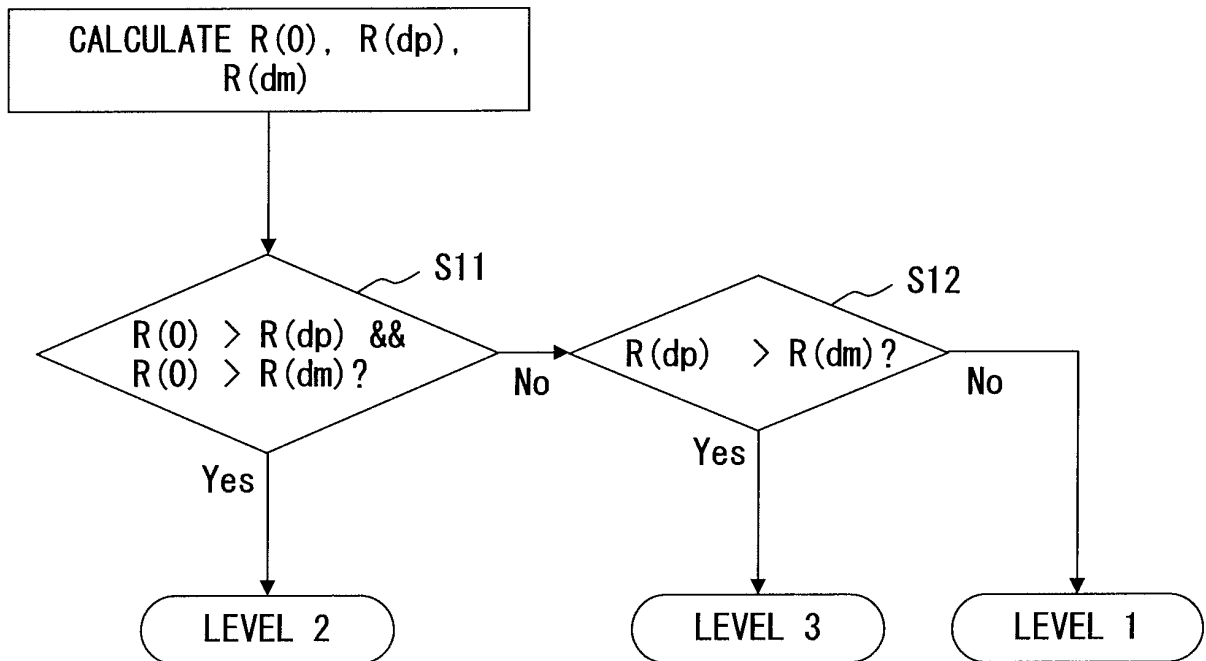 CALCULATE R(0), R(dp),
R(dm)
S11
R(0) > R(dp) &&
R(0) > R(dm)?
No
Yes
S12
R(dp) > R(dm)?
No
Yes
LEVEL 2
LEVEL 3
LEVEL 1